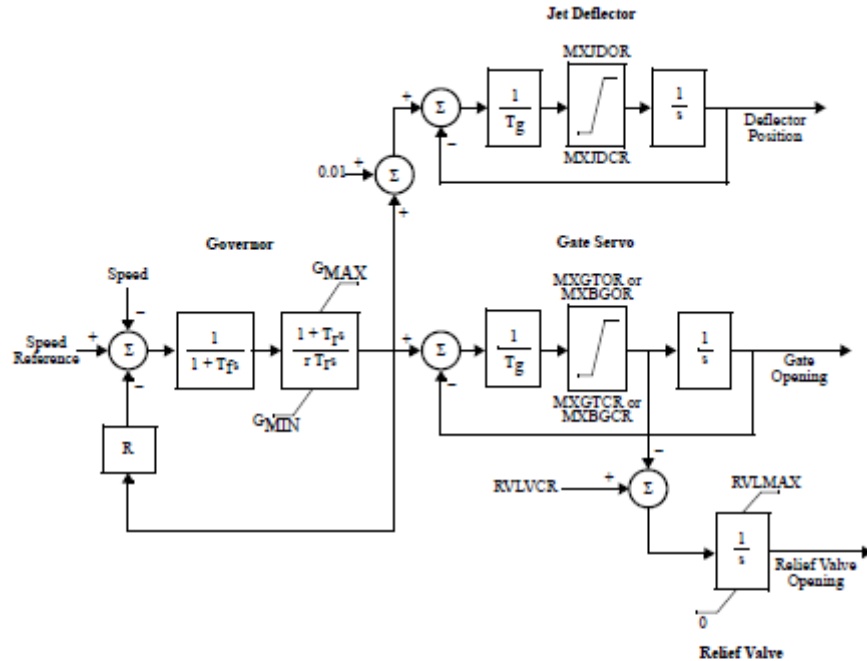 Jet Deflector
MXJDOR
+
Σ
1
Tg
1
s
−
MXJDCR
Deflector
Position
0.01
+
Σ
+
Governor
Gate Servo
Speed
GMAX
MXGTOR or
MXBGOR
−
Speed
Reference
+
Σ
−
1
1 + Tfs
1 + Trs
r Trs
+
Σ
−
1
Tg
1
s
Gate
Opening
GMIN
MXGTCR or
MXBGCR
R
−
RVLVCR
+
Σ
RVLMAX
1
s
Relief Valve
Opening
0
Relief Valve